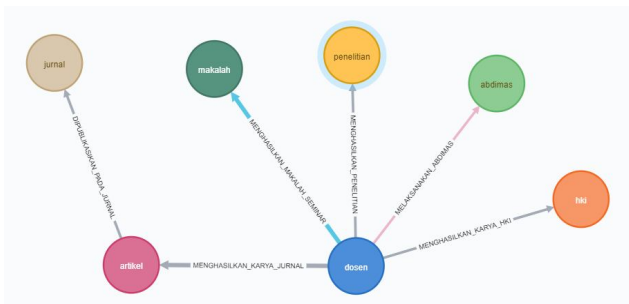 jurnal
makalah
penelitian
abdimas
hki
artikel
dosen
DIPUBLIKASIKAN_PADA_JURNAL
MENGHASILKAN_MAKALAH_SEMINAR
MENGHASILKAN_PENELITIAN
MELAKSANAKAN_ABDIMAS
MENGHASILKAN_KARYA_HKI
MENGHASILKAN_KARYA_JURNAL